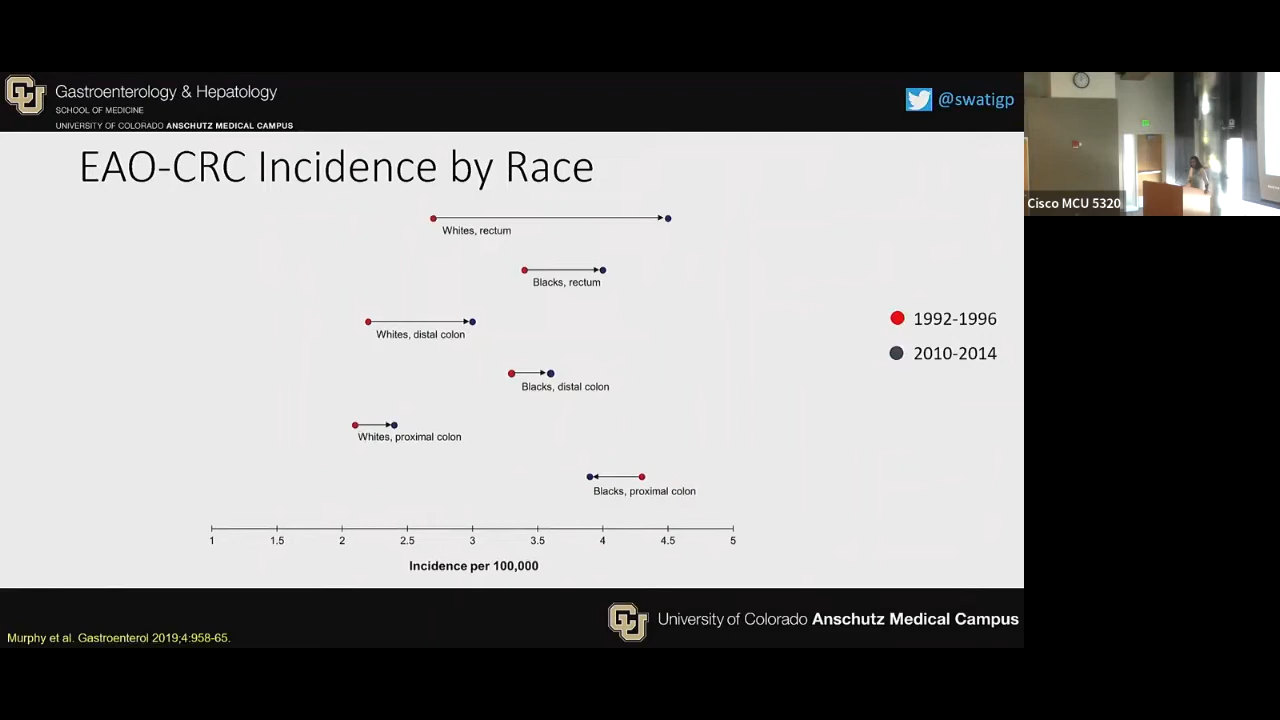 Gastroenterology & Hepatology
SCHOOL OF MEDICINE
UNIVERSITY OF COLORADO ANSCHUTZ MEDICAL CAMPUS
@swatigp
Cisco MCU 5320
EAO-CRC Incidence by Race
Whites, rectum
Blacks, rectum
Whites, distal colon
Blacks, distal colon
Whites, proximal colon
Blacks, proximal colon
1992-1996
2010-2014
1 1.5 2 2.5 3 3.5 4 4.5 5
Incidence per 100,000
Murphy et al. Gastroenterol 2019;4:958-65.
CU University of Colorado Anschutz Medical Campus